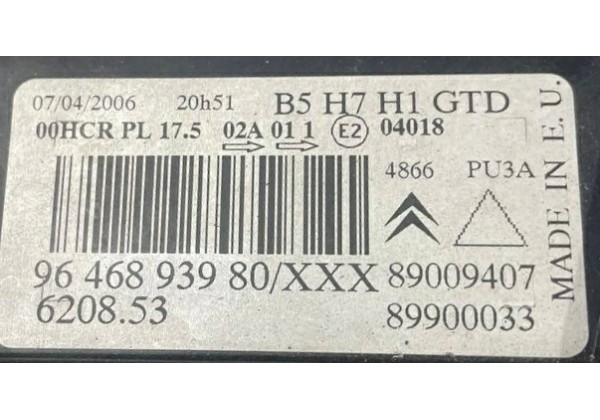 07/04/2006 20h51 B5 H7 H1 GTD
00HCR PL 17.5 02A 01 1 E2 04018
4866 PU3A
96 468 939 80/XXX 89009407
6208.53 89900033
MADE IN E.U.